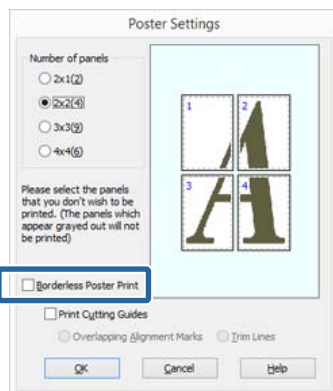 Poster Settings
Number of panels
2x1(2)
2x2(4)
3x3(9)
4x4(6)
1
2
3
4
A
Please select the panels
that you don't wish to be
printed. (The panels which
appear grayed out will not
be printed)
Borderless Poster Print
Print Cutting Guides
Overlapping Alignment Marks
Trim Lines
OK
Cancel
Help